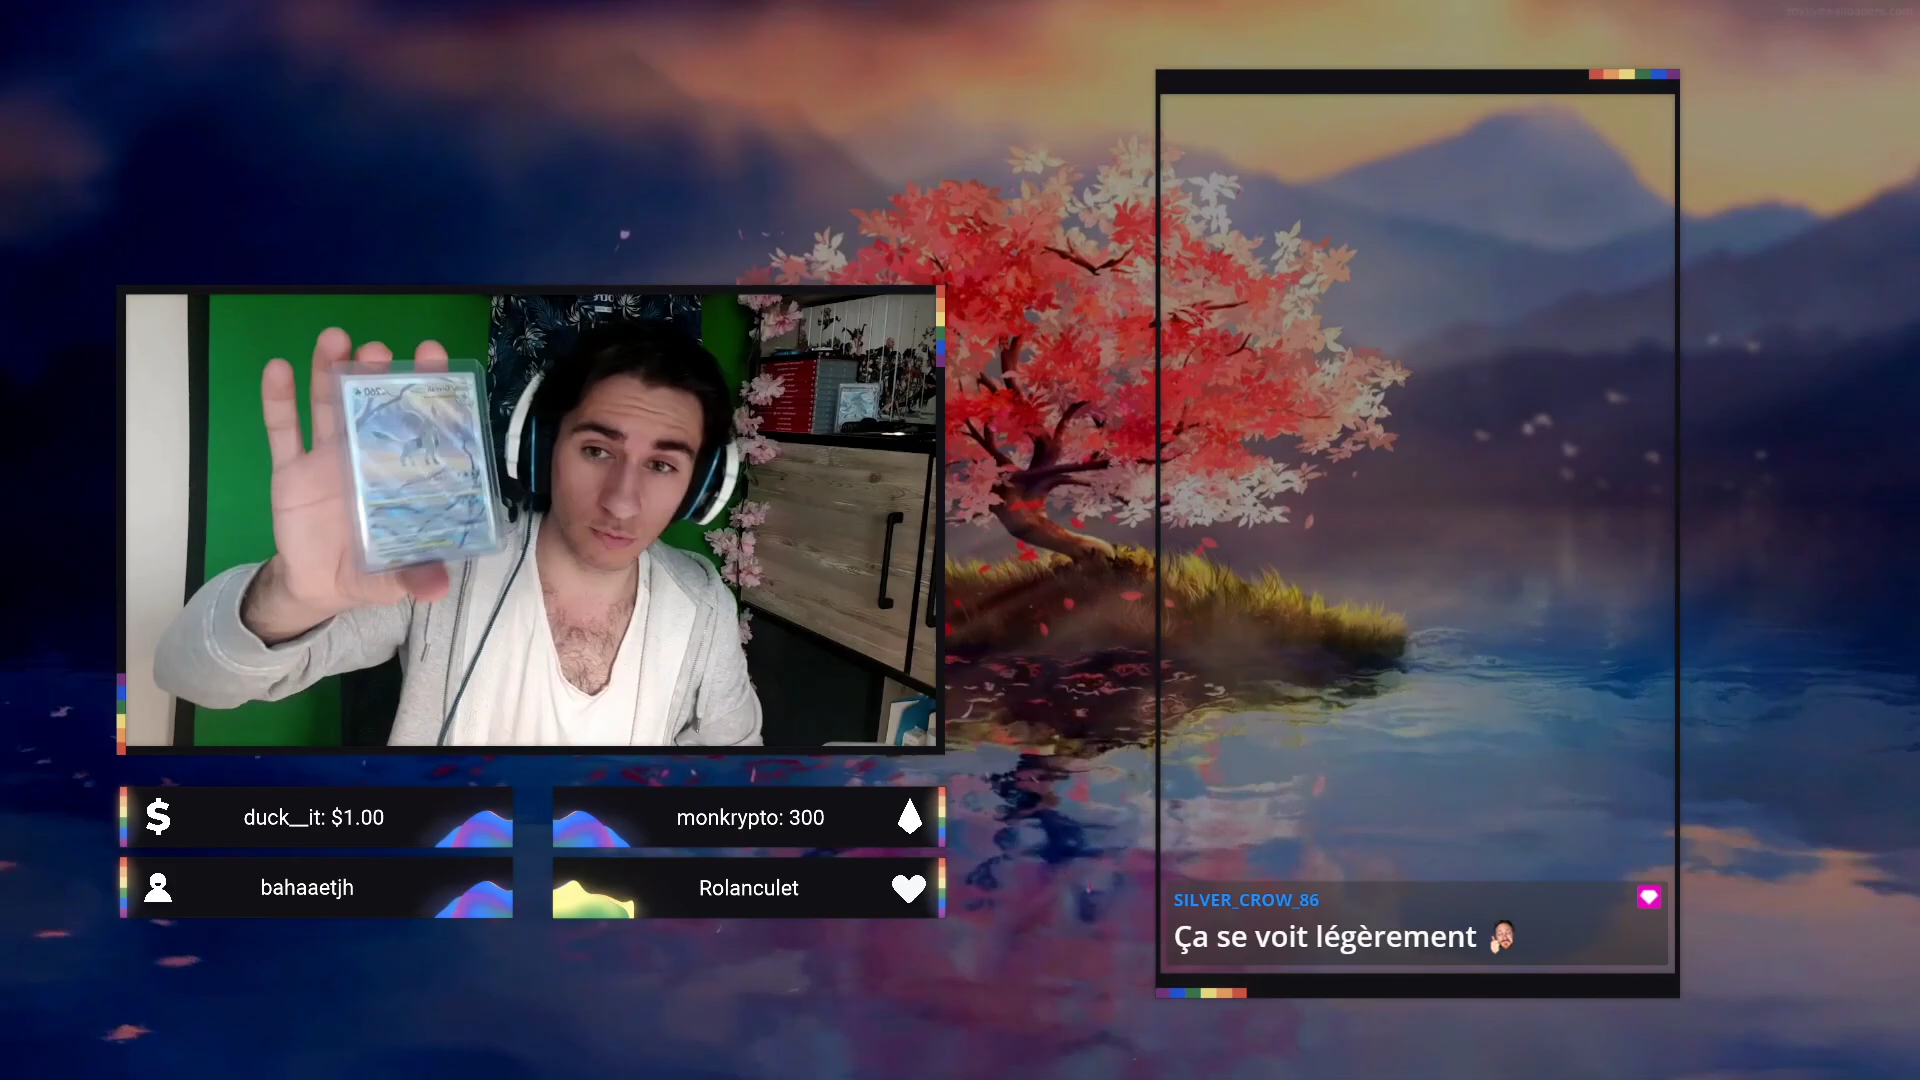 duck__it: $1.00
monkrypto: 300
bahaaetjh
Rolanculet
SILVER_CROW_86
Ça se voit légèrement